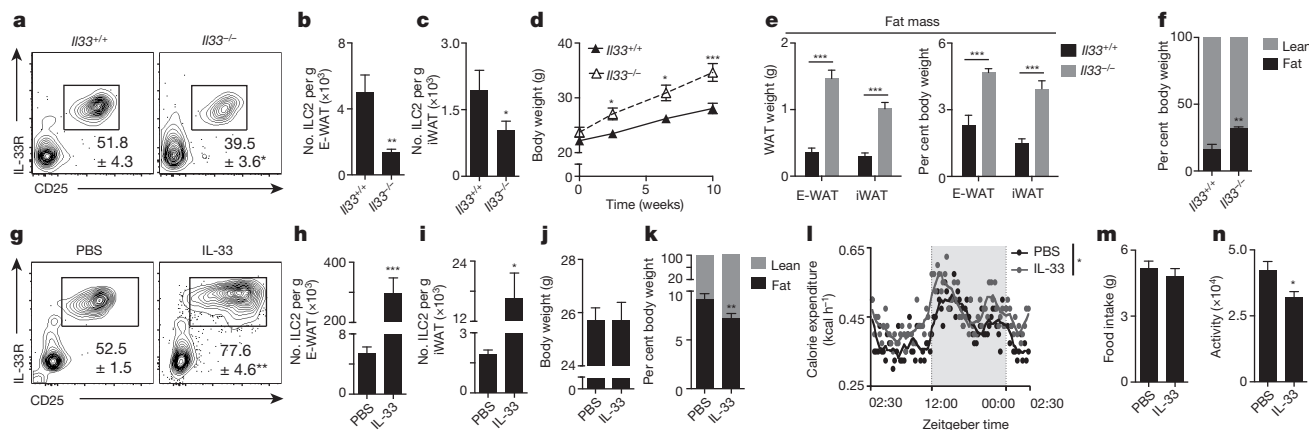 a
Il33+/+
Il33–/–
51.8
± 4.3
39.5
± 3.6*
IL-33R
CD25
b
No. ILC2 per g
E-WAT (×10³)
8
6
4
2
0
**
Il33+/+
Il33–/–
c
No. ILC2 per g
iWAT (×10³)
3.0
1.5
0
*
Il33+/+
Il33–/–
d
Body weight (g)
40
30
20
20
0
Il33+/+
Il33–/–
*
*
***
0
5
10
Time (weeks)
e
Fat mass
WAT weight (g)
2
1
0
***
***
E-WAT
iWAT
Per cent body weight
6
3
0
***
***
E-WAT
iWAT
Il33+/+
Il33–/–
f
Per cent body weight
100
50
0
**
Il33+/+
Il33–/–
Lean
Fat
g
PBS
IL-33
52.5
± 1.5
77.6
± 4.6**
IL-33R
CD25
h
No. ILC2 per g
E-WAT (×10³)
400
200
8
0
***
PBS
IL-33
i
No. ILC2 per g
iWAT (×10³)
24
12
3
0
*
PBS
IL-33
j
Body weight (g)
28
26
24
0
PBS
IL-33
k
Per cent body weight
100
20
10
5
0
**
PBS
IL-33
Lean
Fat
l
Calorie expenditure
(kcal h⁻¹)
0.65
0.45
0.25
PBS
IL-33
*
02:30
12:00
00:00
02:30
Zeitgeber time
m
Food intake (g)
6
3
0
PBS
IL-33
n
Activity (×10⁴)
5.0
2.5
0
*
PBS
IL-33